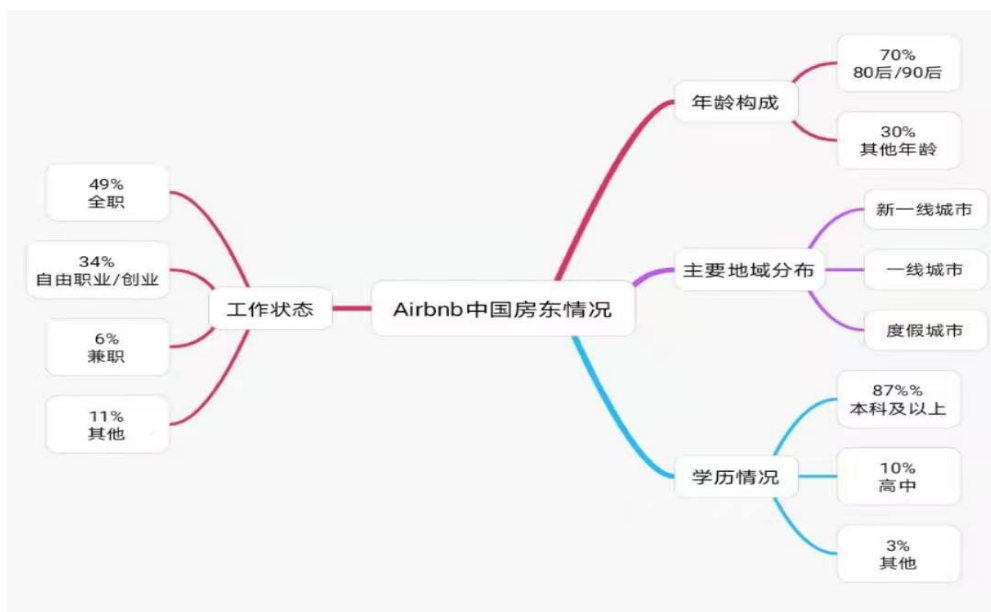 Airbnb中国房东情况
年龄构成
70%
80后/90后
30%
其他年龄
主要地域分布
新一线城市
一线城市
度假城市
学历情况
87%%
本科及以上
10%
高中
3%
其他
工作状态
49%
全职
34%
自由职业/创业
6%
兼职
11%
其他